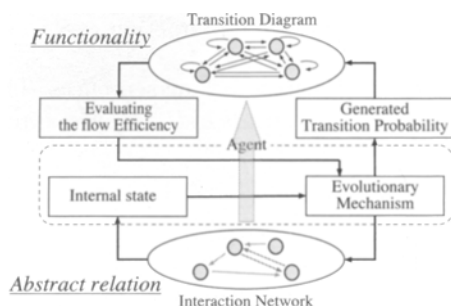 Transition Diagram
Functionality
Evaluating
the flow Efficiency
Generated
Transition Probability
Agent
Internal state
Evolutionary
Mechanism
Abstract relation
Interaction Network